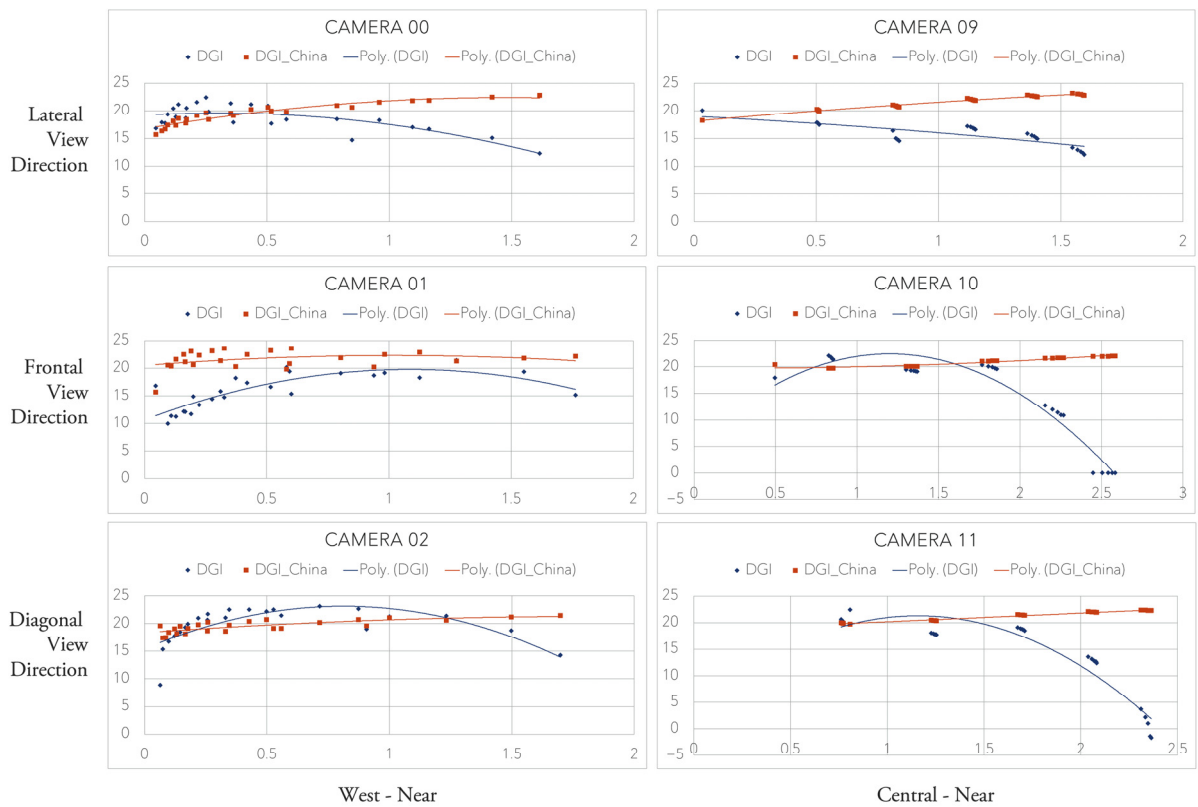 CAMERA 00
DGI DGI_China Poly. (DGI) Poly. (DGI_China)
25
20
15
10
5
0
0 0.5 1 1.5 2
CAMERA 09
DGI DGI_China Poly. (DGI) Poly. (DGI_China)
25
20
15
10
5
0
0 0.5 1 1.5 2
Lateral
View
Direction
CAMERA 01
DGI DGI_China Poly. (DGI) Poly. (DGI_China)
25
20
15
10
5
0
0 0.5 1 1.5 2
CAMERA 10
DGI DGI_China Poly. (DGI) Poly. (DGI_China)
25
20
15
10
5
0
−5
0 0.5 1 1.5 2 2.5 3
Frontal
View
Direction
CAMERA 02
DGI DGI_China Poly. (DGI) Poly. (DGI_China)
25
20
15
10
5
0
0 0.5 1 1.5 2
CAMERA 11
DGI DGI_China Poly. (DGI) Poly. (DGI_China)
25
20
15
10
5
0
−5
0.5 1 1.5 2 2.5
Diagonal
View
Direction
West - Near
Central - Near